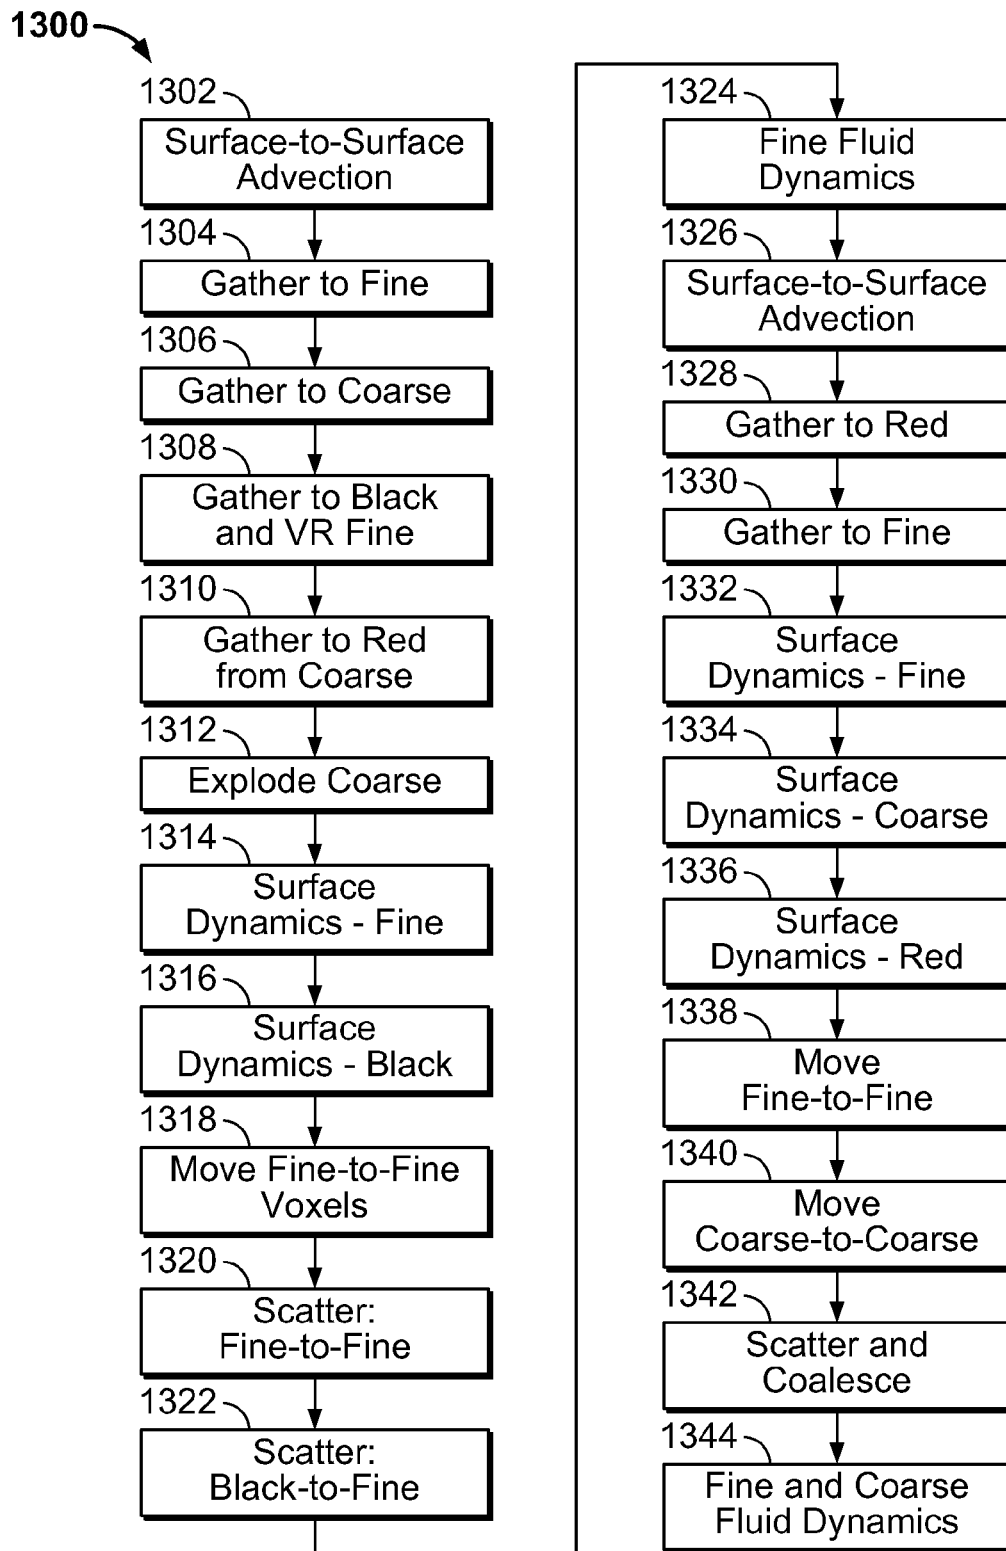 1300
1302
Surface-to-Surface
Advection
1304
Gather to Fine
1306
Gather to Coarse
1308
Gather to Black
and VR Fine
1310
Gather to Red
from Coarse
1312
Explode Coarse
1314
Surface
Dynamics - Fine
1316
Surface
Dynamics - Black
1318
Move Fine-to-Fine
Voxels
1320
Scatter:
Fine-to-Fine
1322
Scatter:
Black-to-Fine
1324
Fine Fluid
Dynamics
1326
Surface-to-Surface
Advection
1328
Gather to Red
1330
Gather to Fine
1332
Surface
Dynamics - Fine
1334
Surface
Dynamics - Coarse
1336
Surface
Dynamics - Red
1338
Move
Fine-to-Fine
1340
Move
Coarse-to-Coarse
1342
Scatter and
Coalesce
1344
Fine and Coarse
Fluid Dynamics